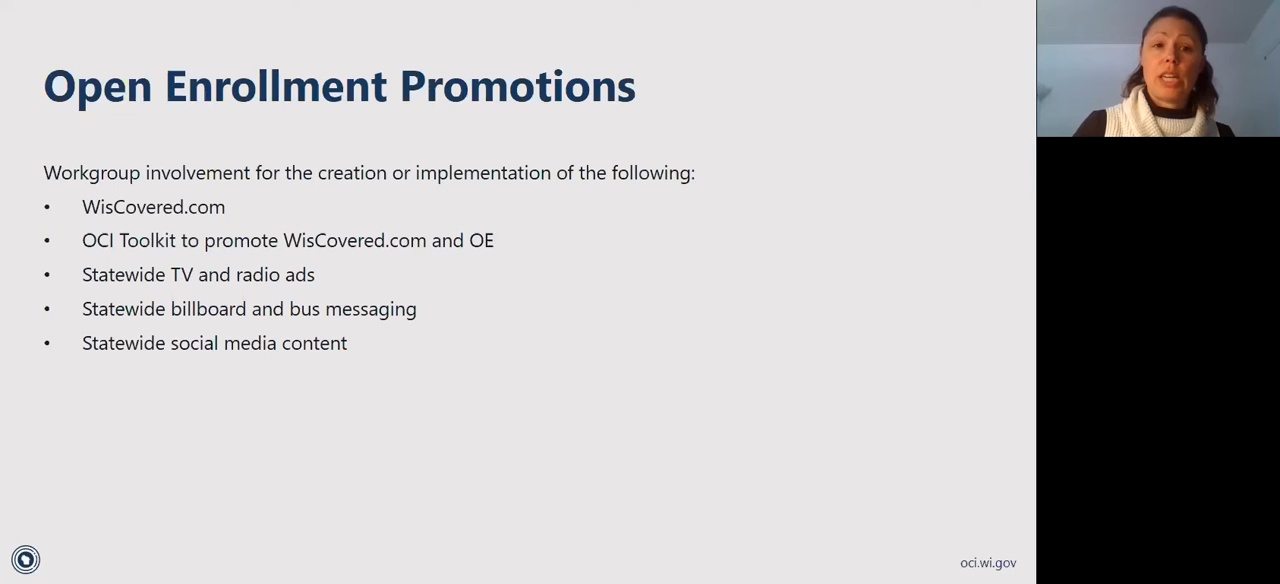 Open Enrollment Promotions
Workgroup involvement for the creation or implementation of the following:
• WisCovered.com
• OCI Toolkit to promote WisCovered.com and OE
• Statewide TV and radio ads
• Statewide billboard and bus messaging
• Statewide social media content
oci.wi.gov